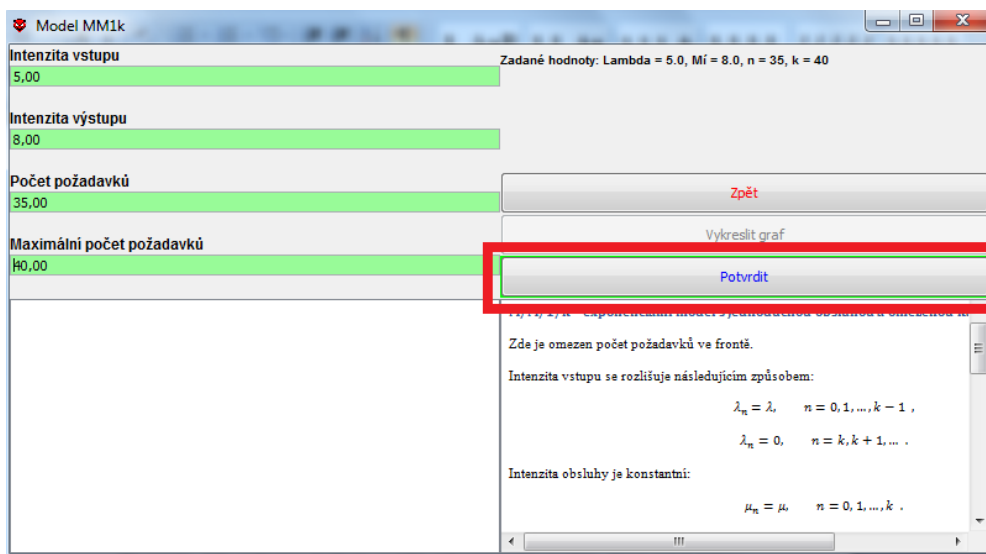 Model MM1k
Intenzita vstupu
5,00
Intenzita výstupu
8,00
Počet požadavků
35,00
Maximální počet požadavků
40,00
Zadané hodnoty: Lambda = 5.0, Mí = 8.0, n = 35, k = 40
Zpět
Vykreslit graf
Potvrdit
Zde je omezen počet požadavků ve frontě.
Intenzita vstupu se rozlišuje následujícím způsobem:
λₙ = λ, n = 0, 1, ..., k − 1 ,
λₙ = 0, n = k, k + 1, ... .
Intenzita obsluhy je konstantní:
μₙ = μ, n = 0, 1, ..., k .